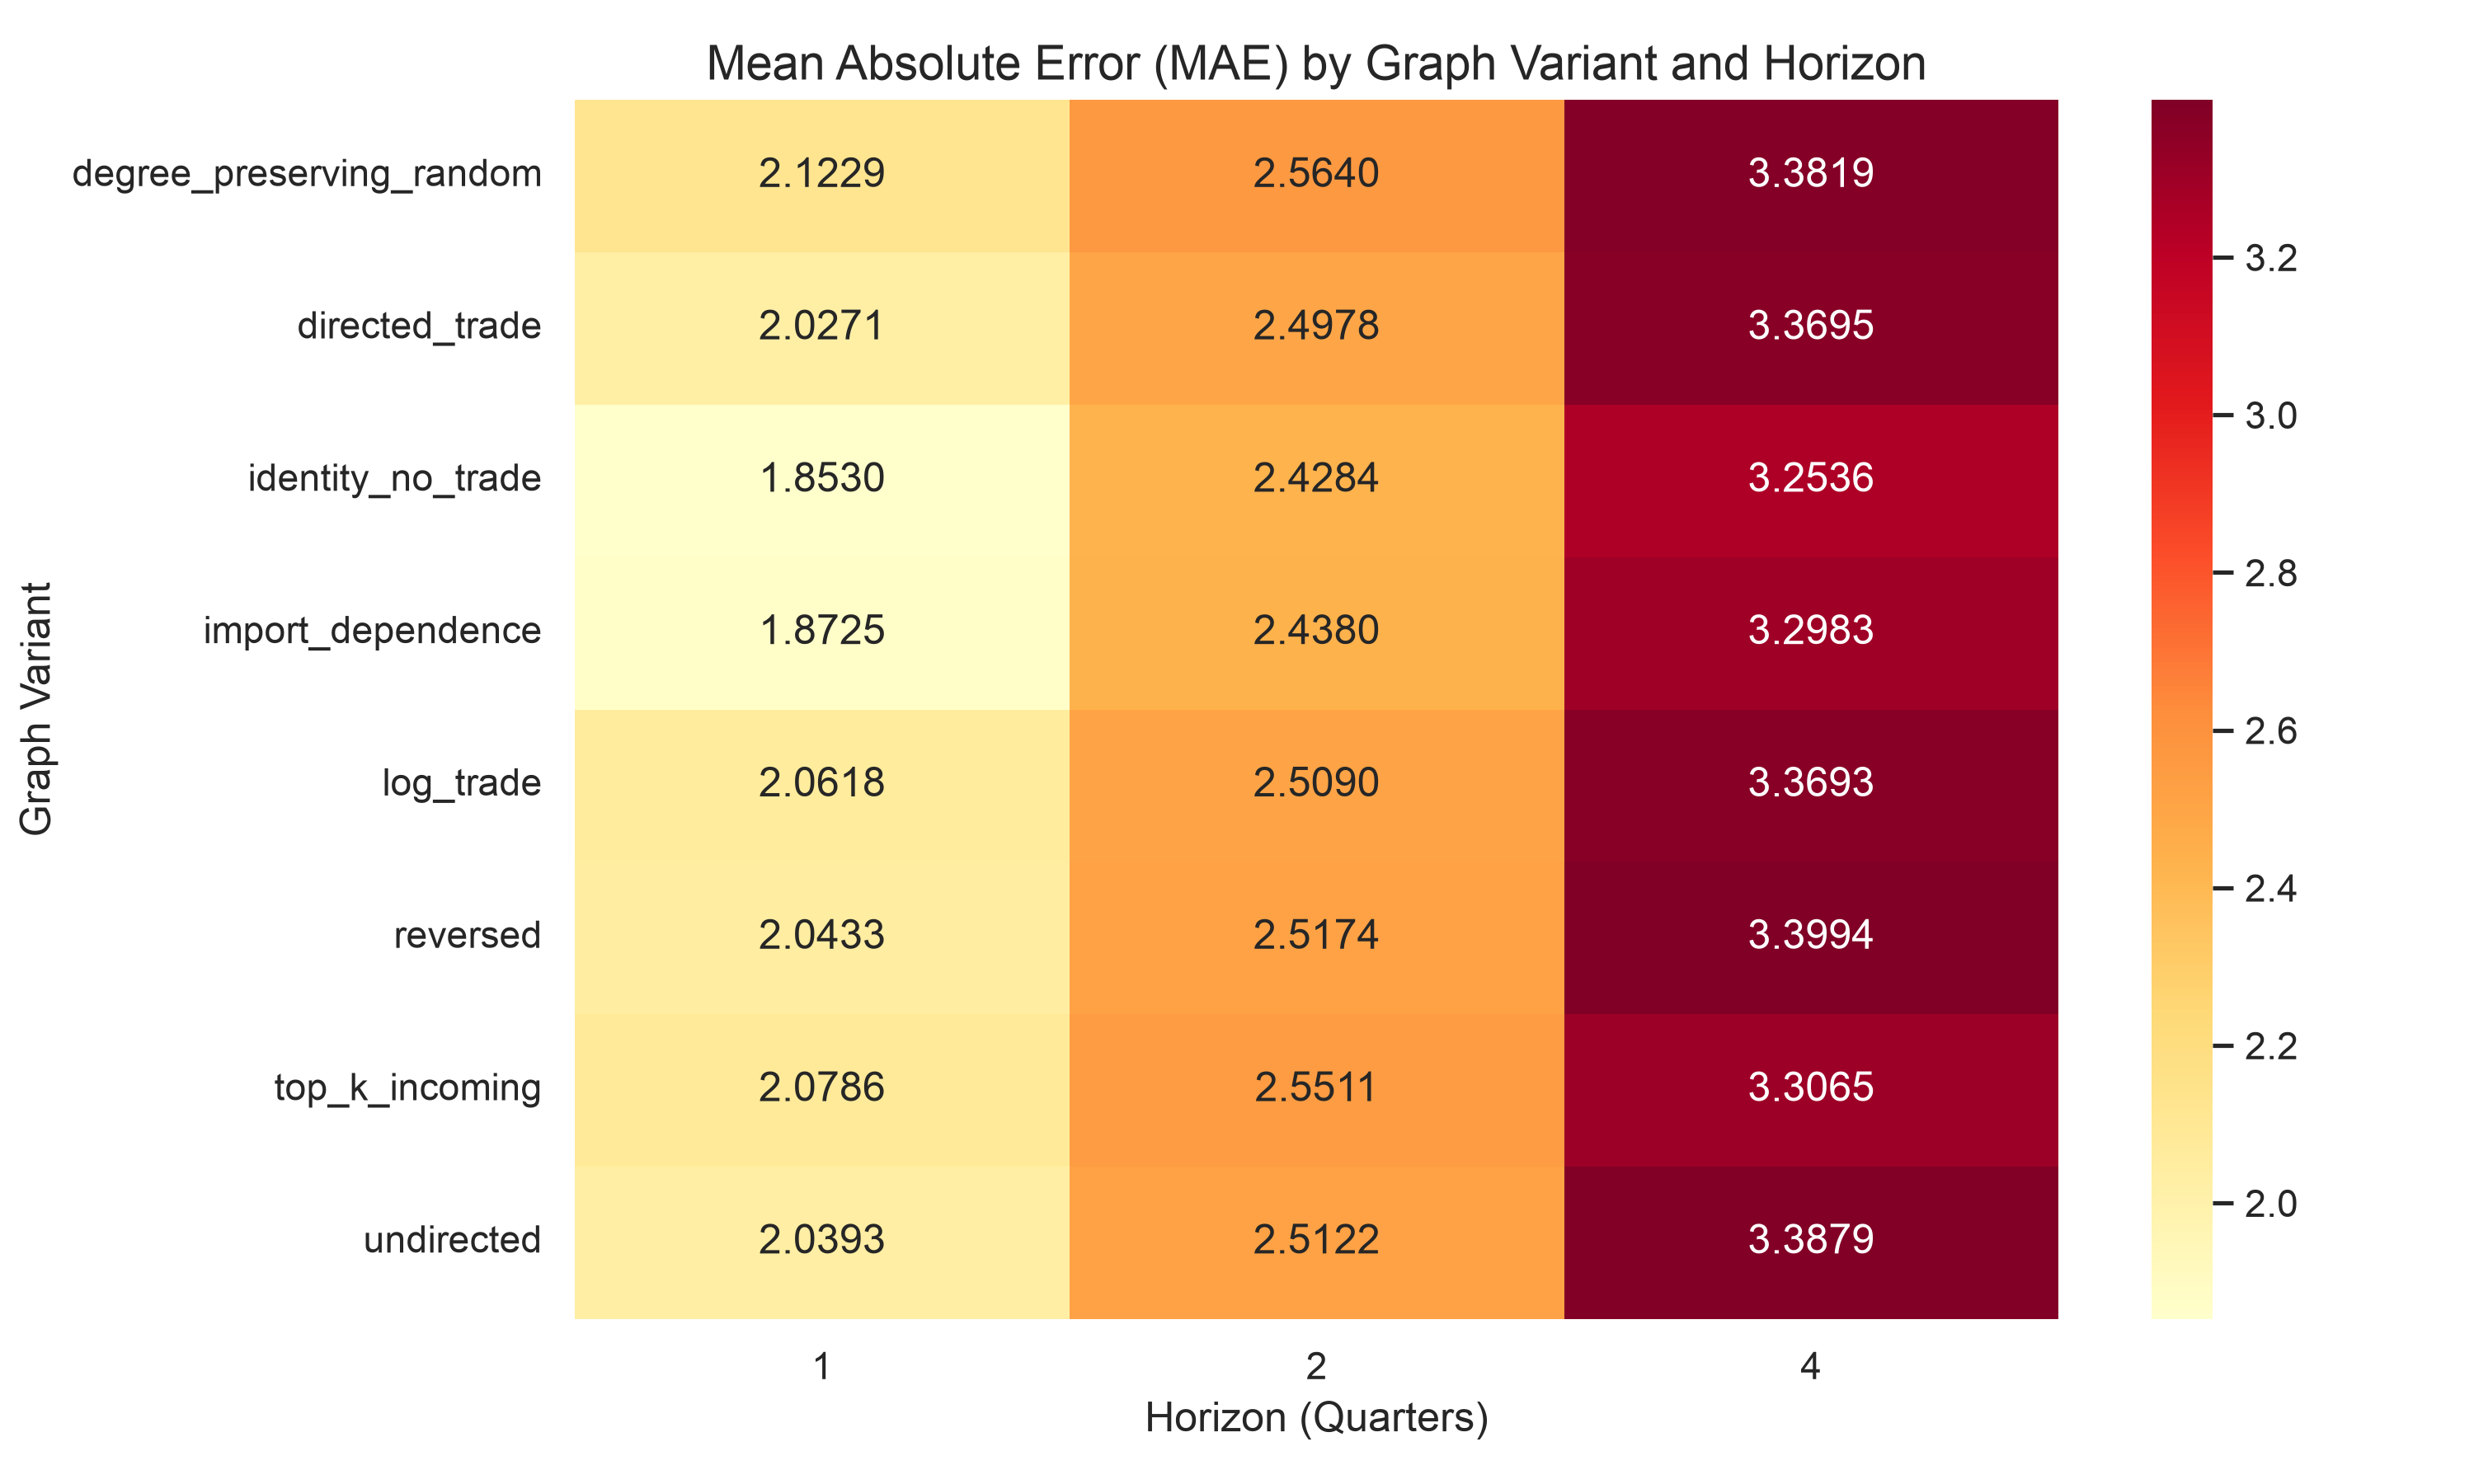 Mean Absolute Error (MAE) by Graph Variant and Horizon
Graph Variant
degree_preserving_random 2.1229 2.5640 3.3819
directed_trade 2.0271 2.4978 3.3695
identity_no_trade 1.8530 2.4284 3.2536
import_dependence 1.8725 2.4380 3.2983
log_trade 2.0618 2.5090 3.3693
reversed 2.0433 2.5174 3.3994
top_k_incoming 2.0786 2.5511 3.3065
undirected 2.0393 2.5122 3.3879
1 2 4
Horizon (Quarters)
3.2
3.0
2.8
2.6
2.4
2.2
2.0